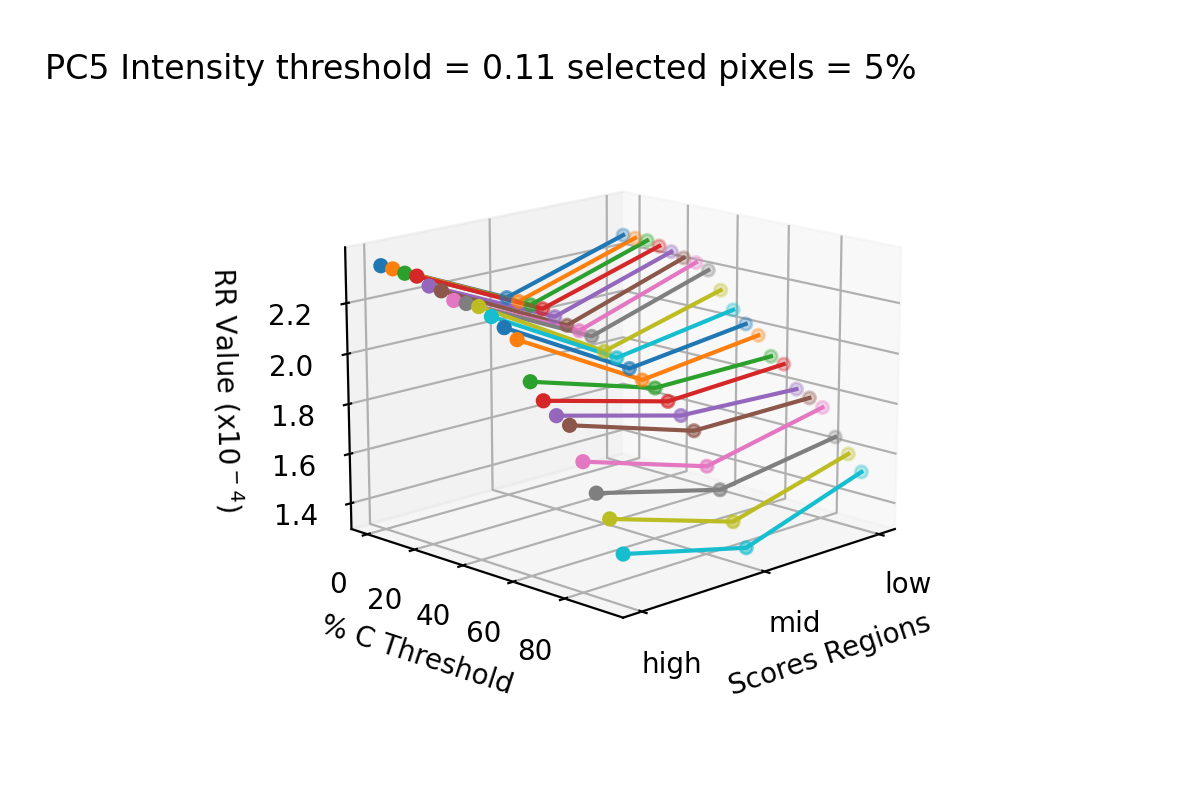 PC5 Intensity threshold = 0.11 selected pixels = 5%
RR Value (x10⁻⁴)
2.2
2.0
1.8
1.6
1.4
0
20
40
60
80
% C Threshold
high
mid
low
Scores Regions